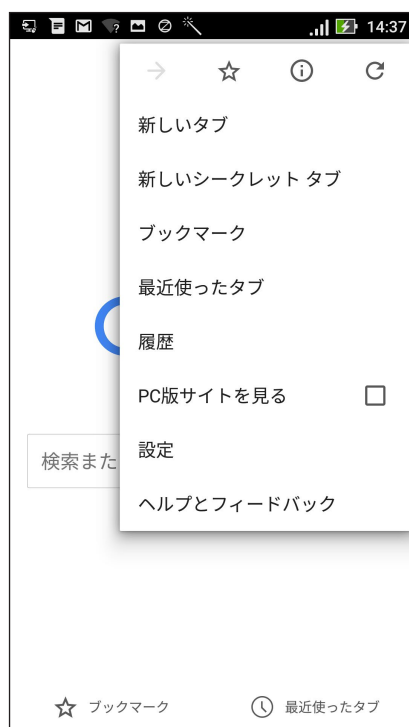 14:37
新しいタブ
新しいシークレット タブ
ブックマーク
最近使ったタブ
履歴
PC版サイトを見る
検索また
設定
ヘルプとフィードバック
ブックマーク
最近使ったタブ